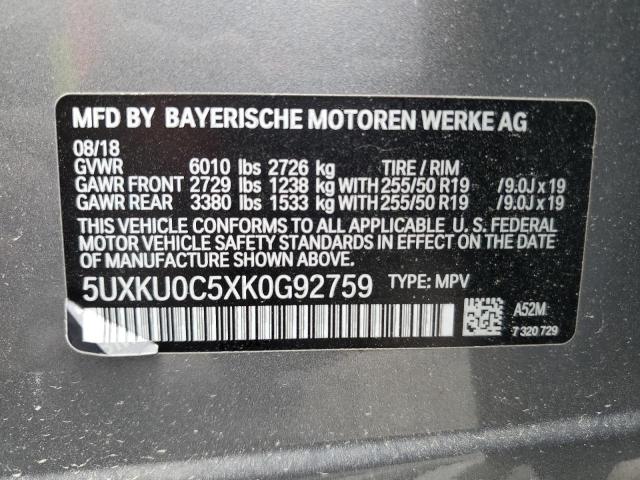 MFD BY BAYERISCHE MOTOREN WERKE AG
08/18
GVWR 6010 lbs 2726 kg TIRE / RIM
GAWR FRONT 2729 lbs 1238 kg WITH 255/50 R19 /9.0J x 19
GAWR REAR 3380 lbs 1533 kg WITH 255/50 R19 /9.0J x 19
THIS VEHICLE CONFORMS TO ALL APPLICABLE U. S. FEDERAL
MOTOR VEHICLE SAFETY STANDARDS IN EFFECT ON THE DATE OF
MANUFACTURE SHOWN ABOVE.
5UXKU0C5XK0G92759 TYPE: MPV
A52M
7 320 729